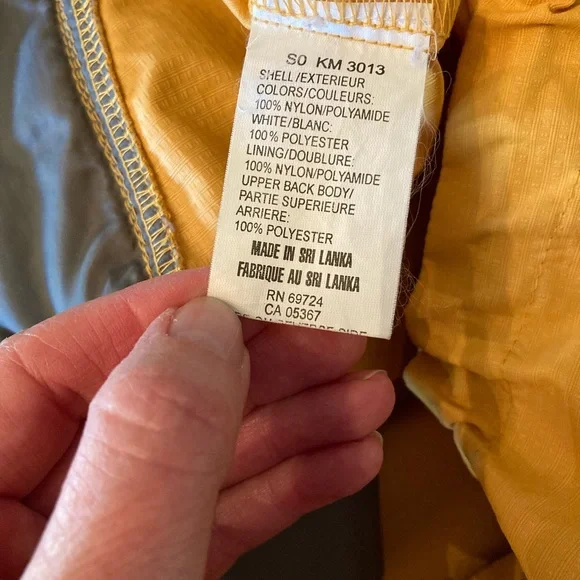 S0 KM 3013
SHELL/EXTERIEUR
COLORS/COULEURS:
100% NYLON/POLYAMIDE
WHITE/BLANC:
100% POLYESTER
LINING/DOUBLURE:
100% NYLON/POLYAMIDE
UPPER BACK BODY/
PARTIE SUPERIEURE
ARRIERE:
100% POLYESTER
MADE IN SRI LANKA
FABRIQUE AU SRI LANKA
RN 69724
CA 05367
REVERSE SIDE